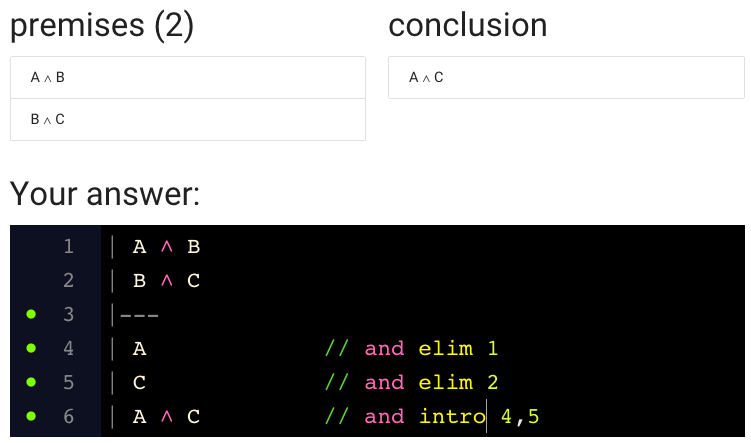 premises (2)
conclusion
A ∧ B
A ∧ C
B ∧ C
Your answer:
1 | A ∧ B
2 | B ∧ C
3 |---
4 | A // and elim 1
5 | C // and elim 2
6 | A ∧ C // and intro 4,5